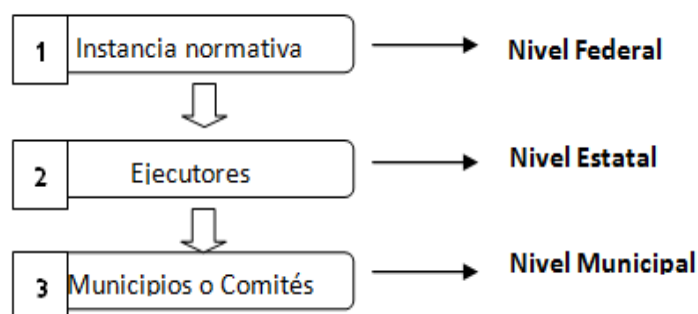 1 Instancia normativa Nivel Federal
2 Ejecutores Nivel Estatal
3 Municipios o Comités Nivel Municipal